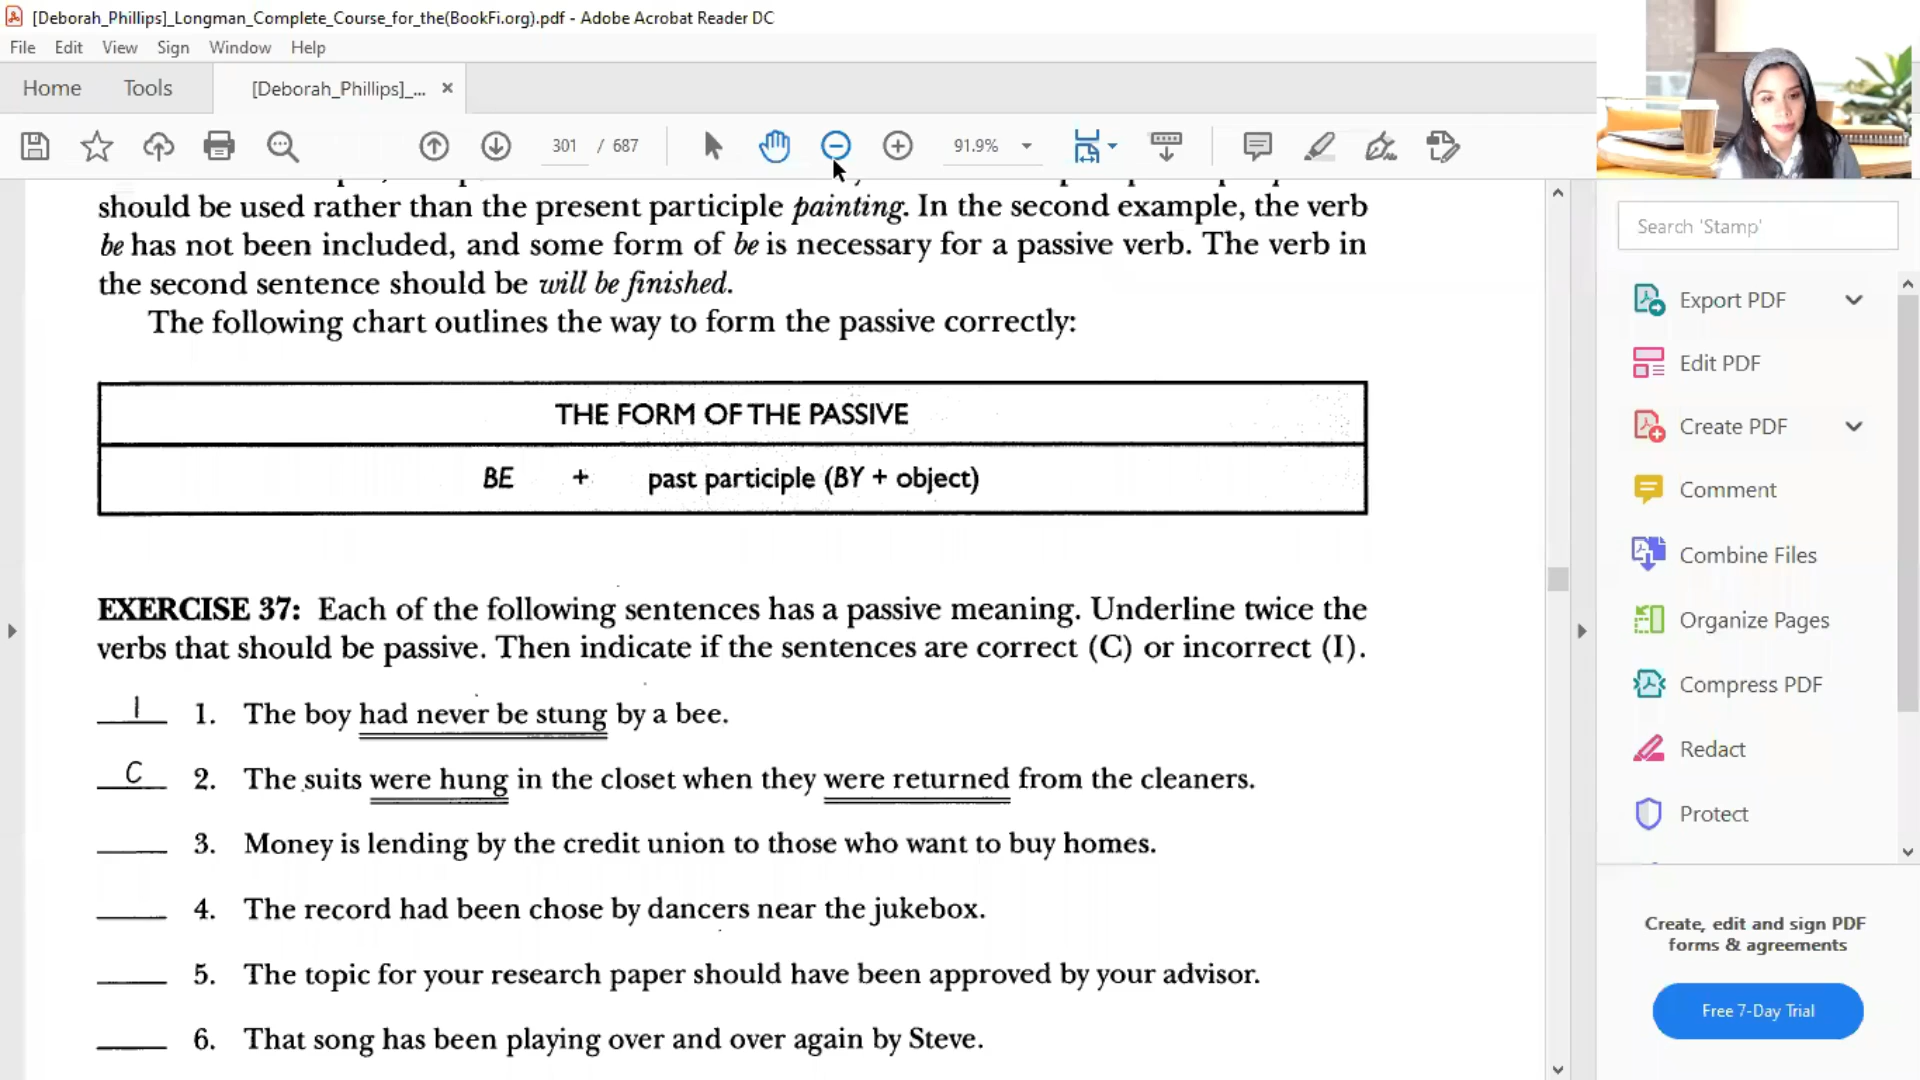 [Deborah_Phillips]_Longman_Complete_Course_for_the(BookFi.org).pdf - Adobe Acrobat Reader DC
File Edit View Sign Window Help
Home Tools [Deborah_Phillips]_... ×
301 / 687 91.9%
should be used rather than the present participle painting. In the second example, the verb
be has not been included, and some form of be is necessary for a passive verb. The verb in
the second sentence should be will be finished.
The following chart outlines the way to form the passive correctly:
THE FORM OF THE PASSIVE
BE + past participle (BY + object)
EXERCISE 37: Each of the following sentences has a passive meaning. Underline twice the
verbs that should be passive. Then indicate if the sentences are correct (C) or incorrect (I).
I 1. The boy had never be stung by a bee.
C 2. The suits were hung in the closet when they were returned from the cleaners.
3. Money is lending by the credit union to those who want to buy homes.
4. The record had been chose by dancers near the jukebox.
5. The topic for your research paper should have been approved by your advisor.
6. That song has been playing over and over again by Steve.
Search 'Stamp'
Export PDF
Edit PDF
Create PDF
Comment
Combine Files
Organize Pages
Compress PDF
Redact
Protect
Create, edit and sign PDF
forms & agreements
Free 7-Day Trial